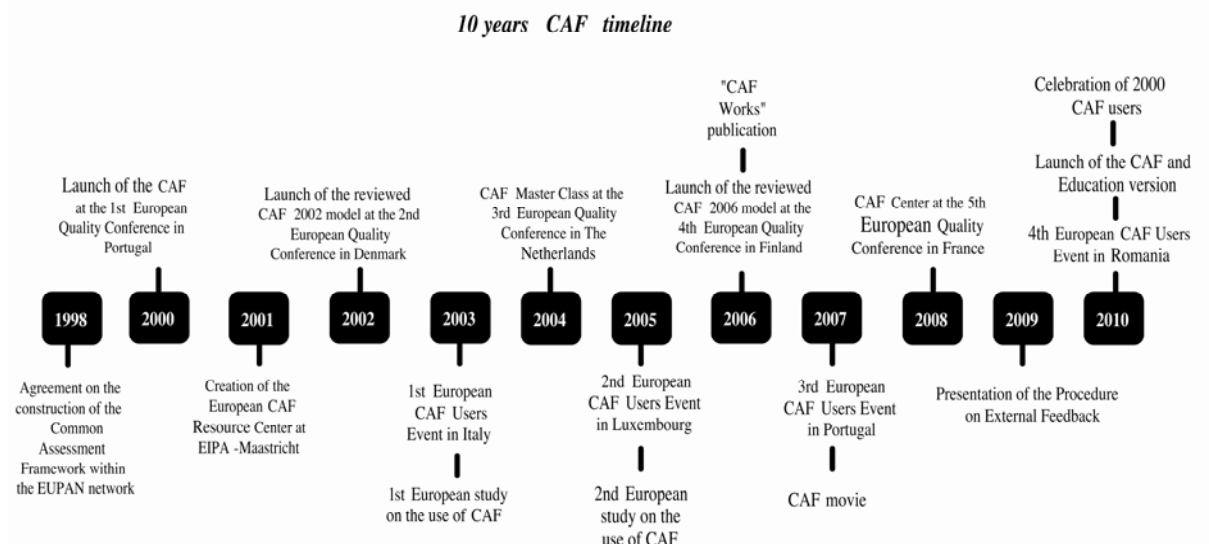 10 years CAF timeline
"CAF
Works"
publication
Celebration of 2000
CAF users
Launch of the CAF
at the 1st European
Quality Conference in
Portugal
Launch of the reviewed
CAF 2002 model at the 2nd
European Quality
Conference in Denmark
CAF Master Class at the
3rd European Quality
Conference in The
Netherlands
Launch of the reviewed
CAF 2006 model at the
4th European Quality
Conference in Finland
CAF Center at the 5th
European Quality
Conference in France
Launch of the CAF and
Education version
4th European CAF Users
Event in Romania
1998
2000
2001
2002
2003
2004
2005
2006
2007
2008
2009
2010
Agreement on the
construction of the
Common
Assessment
Framework within
the EUPAN network
Creation of the
European CAF
Resource Center at
EIPA -Maastricht
1st European
CAF Users
Event in Italy
1st European study
on the use of CAF
2nd European
CAF Users Event
in Luxembourg
2nd European
study on the
use of CAF
3rd European
CAF Users Event
in Portugal
CAF movie
Presentation of the Procedure
on External Feedback